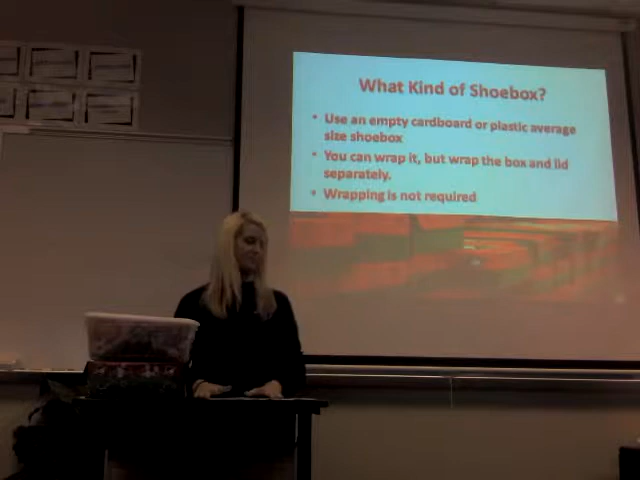 What Kind of Shoebox?
• Use an empty cardboard or plastic average
size shoebox
• You can wrap it, but wrap the box and lid
separately.
• Wrapping is not required